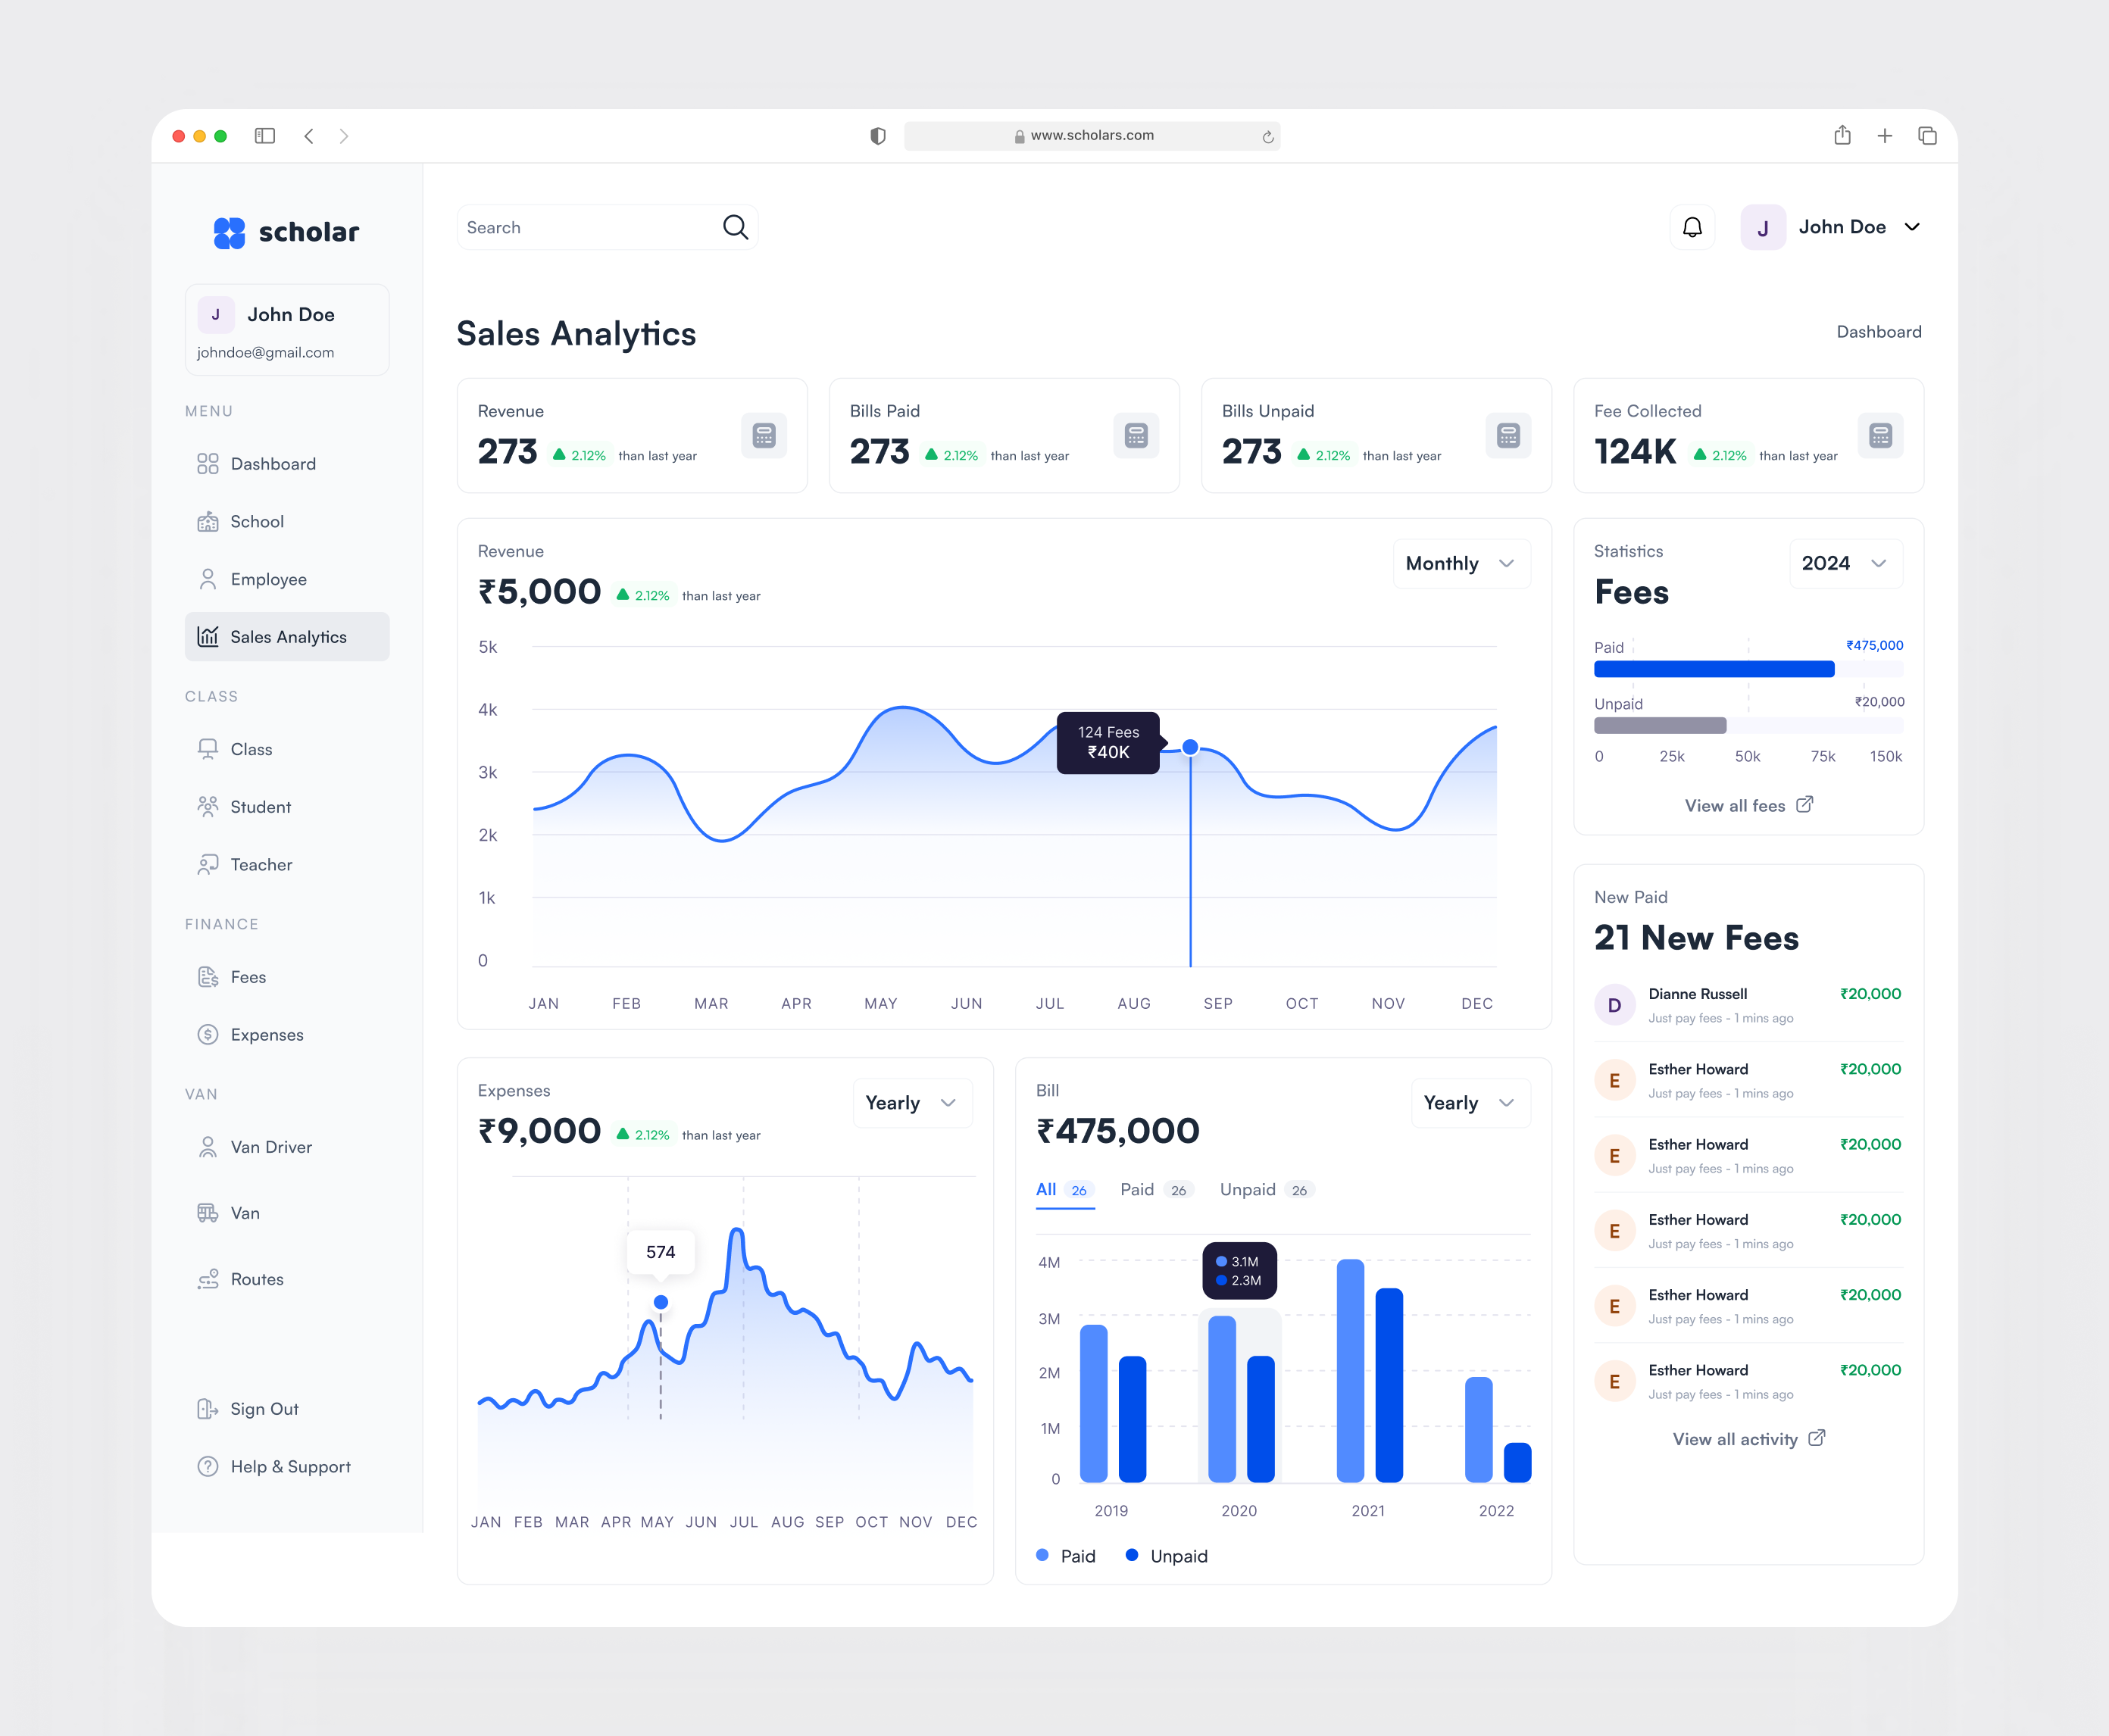 www.scholars.com
scholar
J John Doe
johndoe@gmail.com
MENU
Dashboard
School
Employee
Sales Analytics
CLASS
Class
Student
Teacher
FINANCE
Fees
Expenses
VAN
Van Driver
Van
Routes
Sign Out
Help & Support
Search
J John Doe
Sales Analytics
Dashboard
Revenue
273 2.12% than last year
Bills Paid
273 2.12% than last year
Bills Unpaid
273 2.12% than last year
Fee Collected
124K 2.12% than last year
Revenue
₹5,000 2.12% than last year
Monthly
5k
4k
3k
2k
1k
0
124 Fees
₹40K
JAN FEB MAR APR MAY JUN JUL AUG SEP OCT NOV DEC
Statistics
Fees
2024
Paid ₹475,000
Unpaid ₹20,000
0 25k 50k 75k 150k
View all fees
Expenses
₹9,000 2.12% than last year
Yearly
574
JAN FEB MAR APR MAY JUN JUL AUG SEP OCT NOV DEC
Bill
₹475,000
Yearly
All 26 Paid 26 Unpaid 26
4M
3M
2M
1M
0
3.1M
2.3M
2019 2020 2021 2022
Paid Unpaid
New Paid
21 New Fees
D Dianne Russell ₹20,000
Just pay fees - 1 mins ago
E Esther Howard ₹20,000
Just pay fees - 1 mins ago
E Esther Howard ₹20,000
Just pay fees - 1 mins ago
E Esther Howard ₹20,000
Just pay fees - 1 mins ago
E Esther Howard ₹20,000
Just pay fees - 1 mins ago
E Esther Howard ₹20,000
Just pay fees - 1 mins ago
View all activity